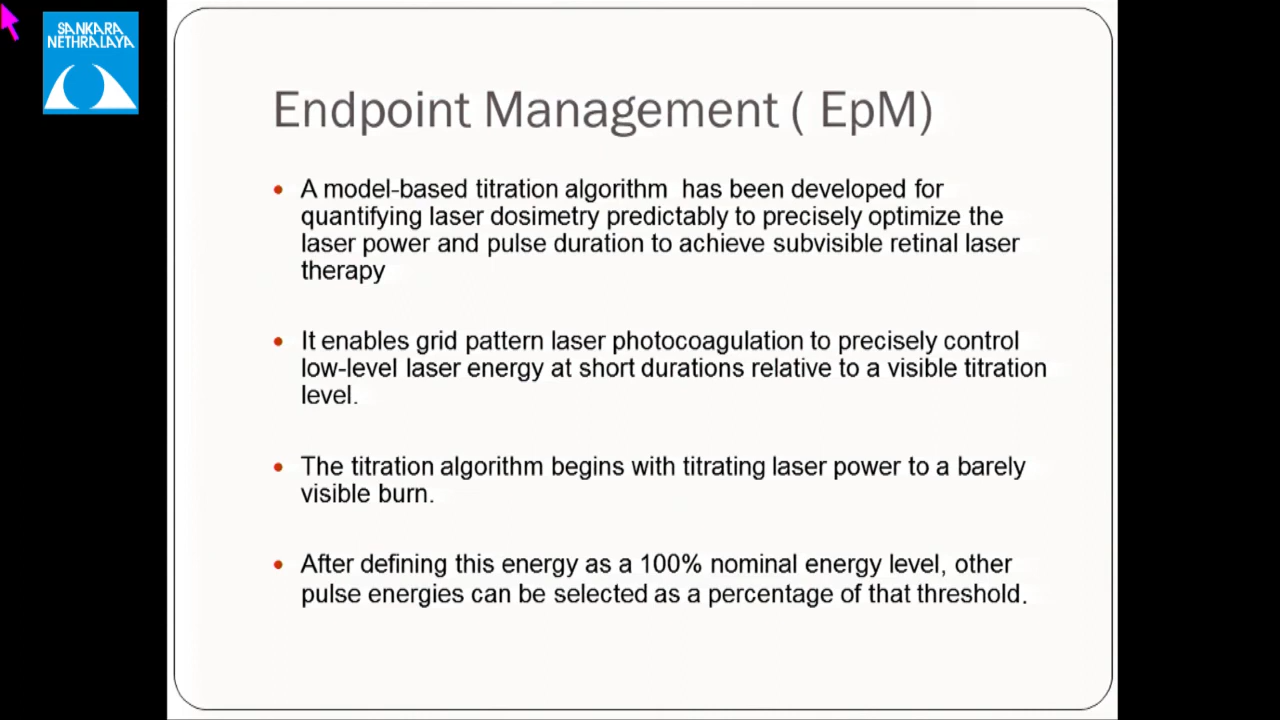 SANKARA
NETHRALAYA
Endpoint Management ( EpM)
• A model-based titration algorithm has been developed for
quantifying laser dosimetry predictably to precisely optimize the
laser power and pulse duration to achieve subvisible retinal laser
therapy
• It enables grid pattern laser photocoagulation to precisely control
low-level laser energy at short durations relative to a visible titration
level.
• The titration algorithm begins with titrating laser power to a barely
visible burn.
• After defining this energy as a 100% nominal energy level, other
pulse energies can be selected as a percentage of that threshold.